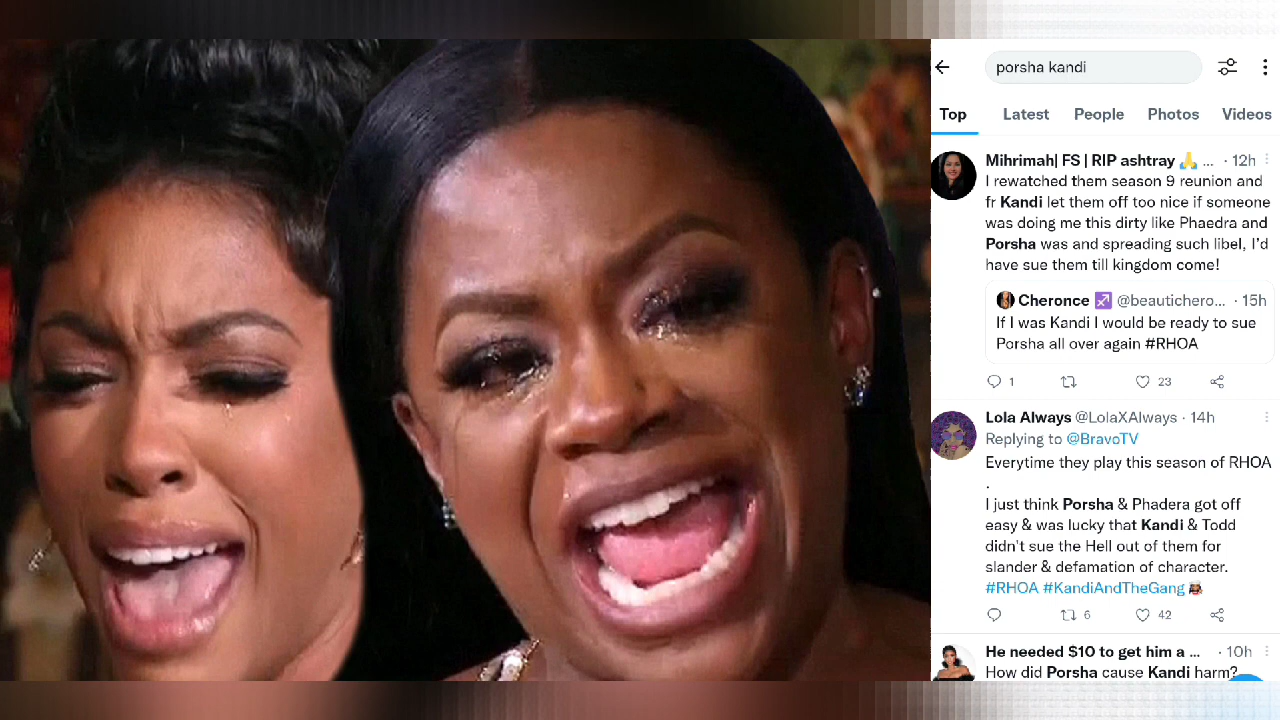 porsha kandi
Top Latest People Photos Videos
Mihrimah| FS | RIP ashtray 🙏 ... · 12h
I rewatched them season 9 reunion and
fr Kandi let them off too nice if someone
was doing me this dirty like Phaedra and
Porsha was and spreading such libel, I'd
have sue them till kingdom come!
Cheronce ♐ @beautichero... · 15h
If I was Kandi I would be ready to sue
Porsha all over again #RHOA
1 23
Lola Always @LolaXAlways · 14h
Replying to @BravoTV
Everytime they play this season of RHOA
.
I just think Porsha & Phadera got off
easy & was lucky that Kandi & Todd
didn't sue the Hell out of them for
slander & defamation of character.
#RHOA #KandiAndTheGang
6 42
He needed $10 to get him a ... · 10h
How did Porsha cause Kandi harm?